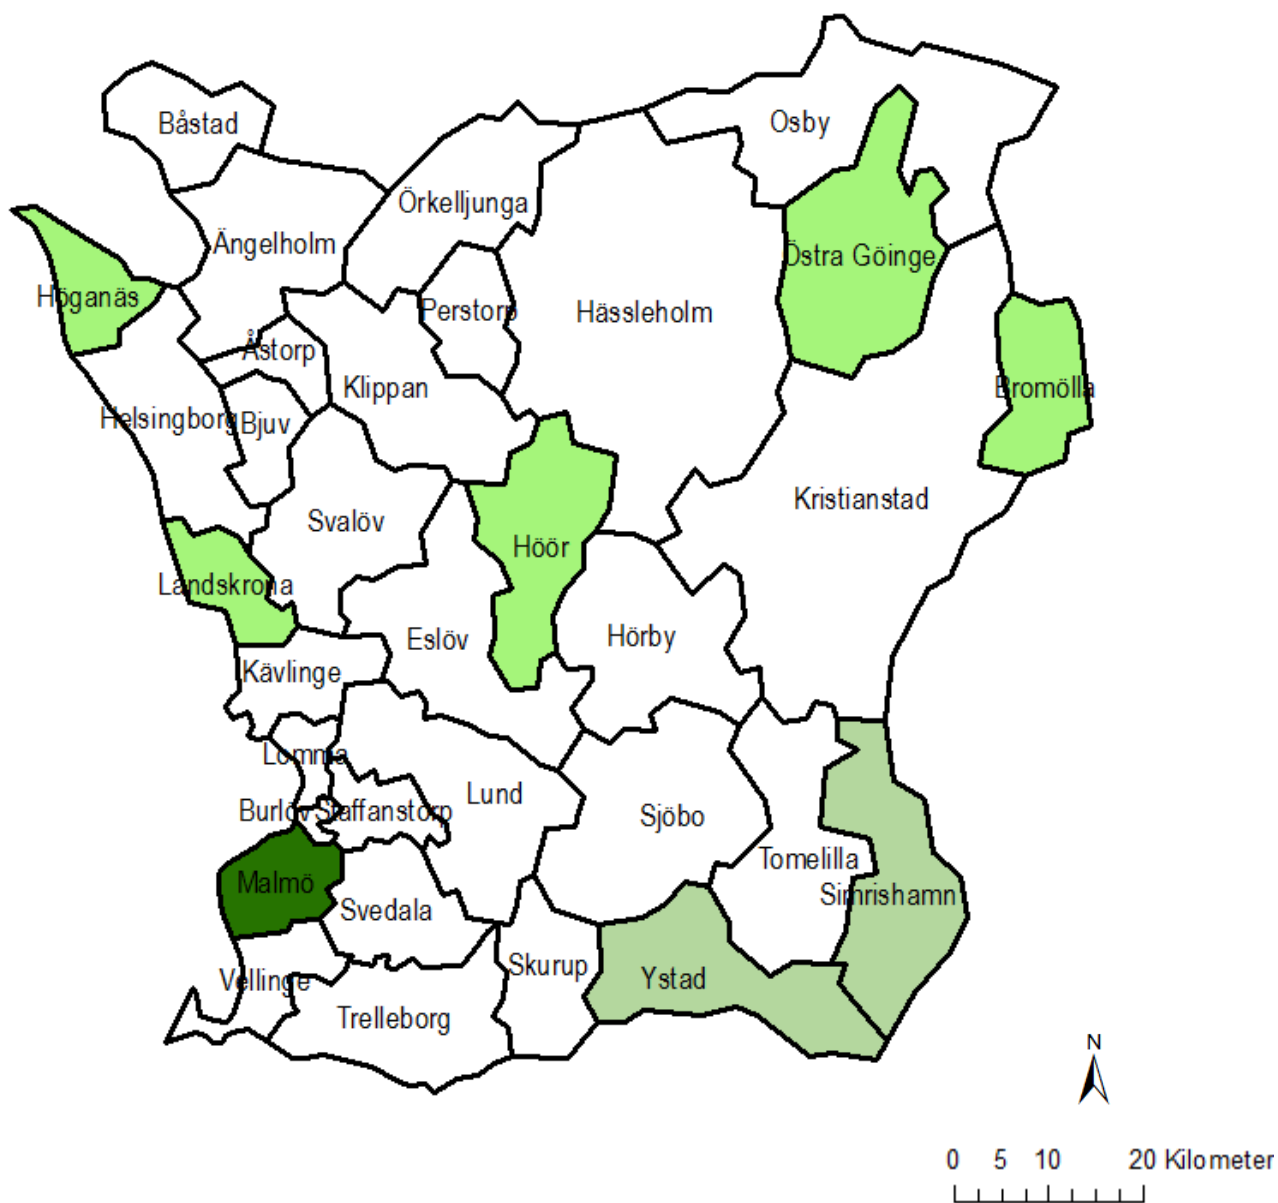 Osby
Båstad
Örkelljunga
Ängelholm
Östra Göinge
Höganäs
Perstorp
Hässleholm
Åstorp
Klippan
Bromölla
Helsingborg
Bjuv
Kristianstad
Svalöv
Höör
Landskrona
Hörby
Eslöv
Kävlinge
Lomma
Lund
Burlöv
Staffanstorp
Sjöbo
Tomelilla
Malmö
Simrishamn
Svedala
Skurup
Ystad
Vellinge
Trelleborg
N
0 5 10 20 Kilometer